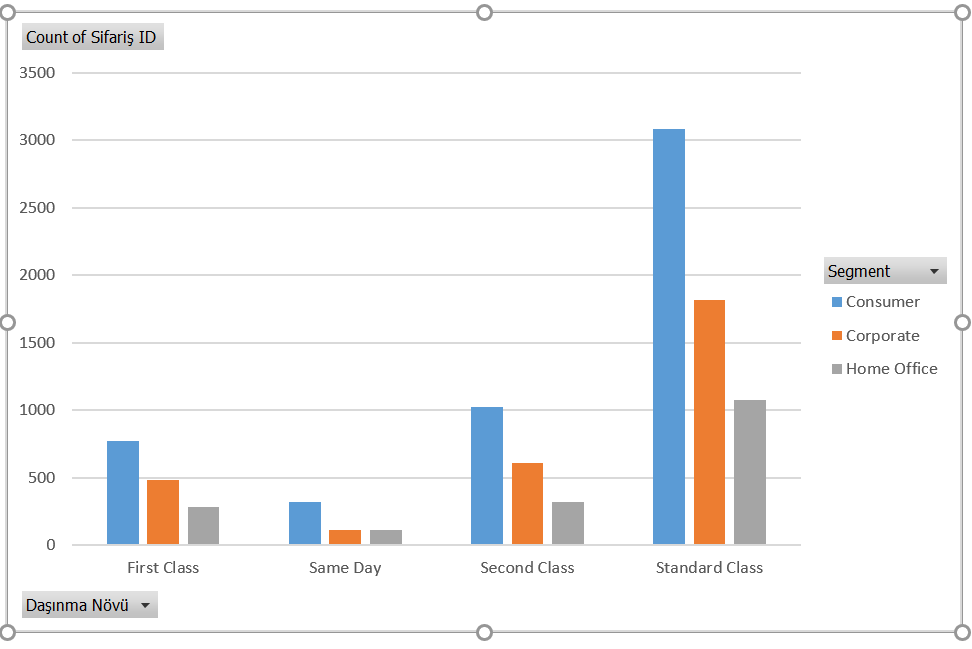 Count of Sifariş ID
3500
3000
2500
2000
1500
1000
500
0
First Class Same Day Second Class Standard Class
Segment
Consumer
Corporate
Home Office
Daşınma Növü